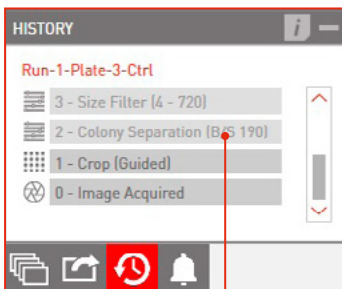 HISTORY
Run-1-Plate-3-Ctrl
3 - Size Filter (4 - 720)
2 - Colony Separation (B/S 190)
1 - Crop (Guided)
0 - Image Acquired